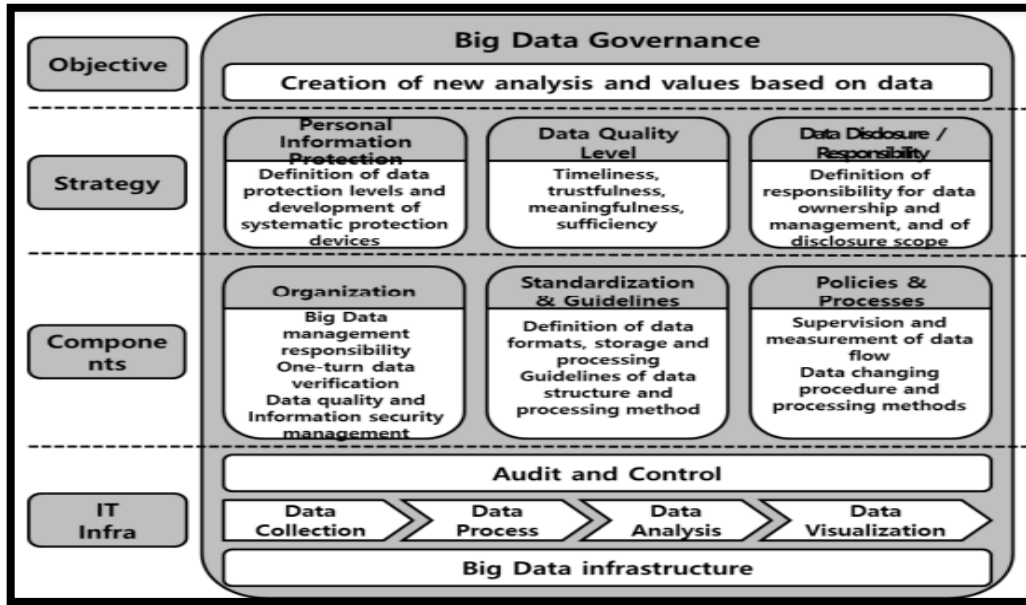 Big Data Governance
Objective
Creation of new analysis and values based on data
Strategy
Personal
Information
Protection
Definition of data
protection levels and
development of
systematic protection
devices
Data Quality
Level
Timeliness,
trustfulness,
meaningfulness,
sufficiency
Data Disclosure /
Responsibility
Definition of
responsibility for data
ownership and
management, and of
disclosure scope
Compone
nts
Organization
Big Data
management
responsibility
One-turn data
verification
Data quality and
Information security
management
Standardization
& Guidelines
Definition of data
formats, storage and
processing
Guidelines of data
structure and
processing method
Policies &
Processes
Supervision and
measurement of data
flow
Data changing
procedure and
processing methods
IT
Infra
Audit and Control
Data
Collection
Data
Process
Data
Analysis
Data
Visualization
Big Data infrastructure